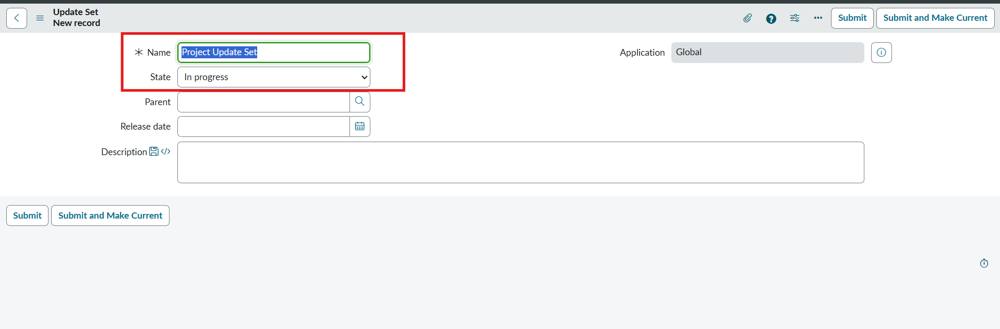 Update Set
New record
Submit
Submit and Make Current
Name Project Update Set
Application Global
State In progress
Parent
Release date
Description
Submit
Submit and Make Current